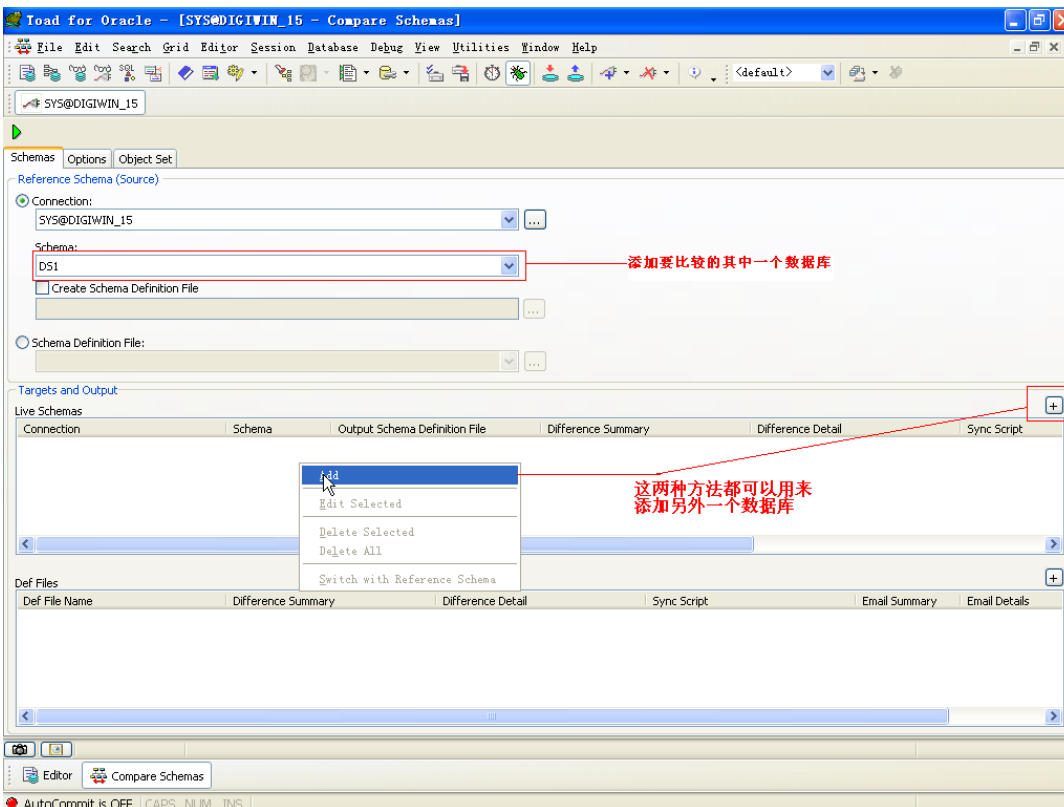 Toad for Oracle - [SYS@DIGIWIN_15 - Compare Schemas]
File Edit Search Grid Editor Session Database Debug View Utilities Window Help
SQL
<default>
SYS@DIGIWIN_15
Schemas Options Object Set
Reference Schema (Source)
Connection:
SYS@DIGIWIN_15
...
Schema:
DS1
添加要比较的其中一个数据库
Create Schema Definition File
...
Schema Definition File:
...
Targets and Output
Live Schemas
+
Connection Schema Output Schema Definition File Difference Summary Difference Detail Sync Script
Add
Edit Selected
Delete Selected
Delete All
Switch with Reference Schema
这两种方法都可以用来
添加另外一个数据库
Def Files
+
Def File Name Difference Summary Difference Detail Sync Script Email Summary Email Details
Editor Compare Schemas
AutoCommit is OFF CAPS NUM INS